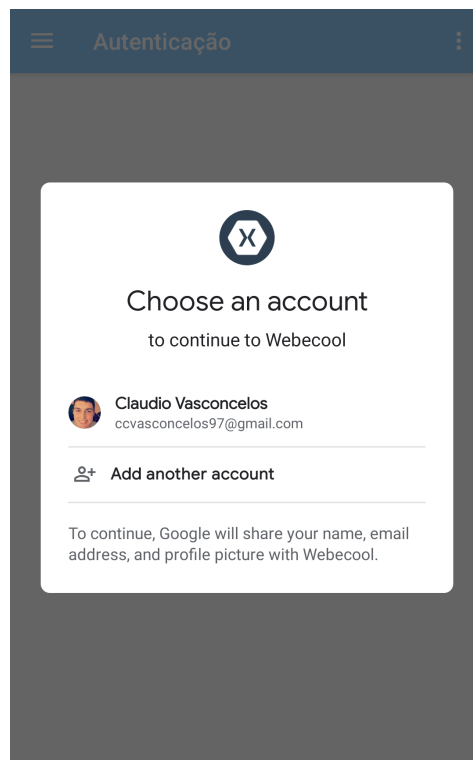 Autenticação
Choose an account
to continue to Webecool
Claudio Vasconcelos
ccvasconcelos97@gmail.com
Add another account
To continue, Google will share your name, email
address, and profile picture with Webecool.